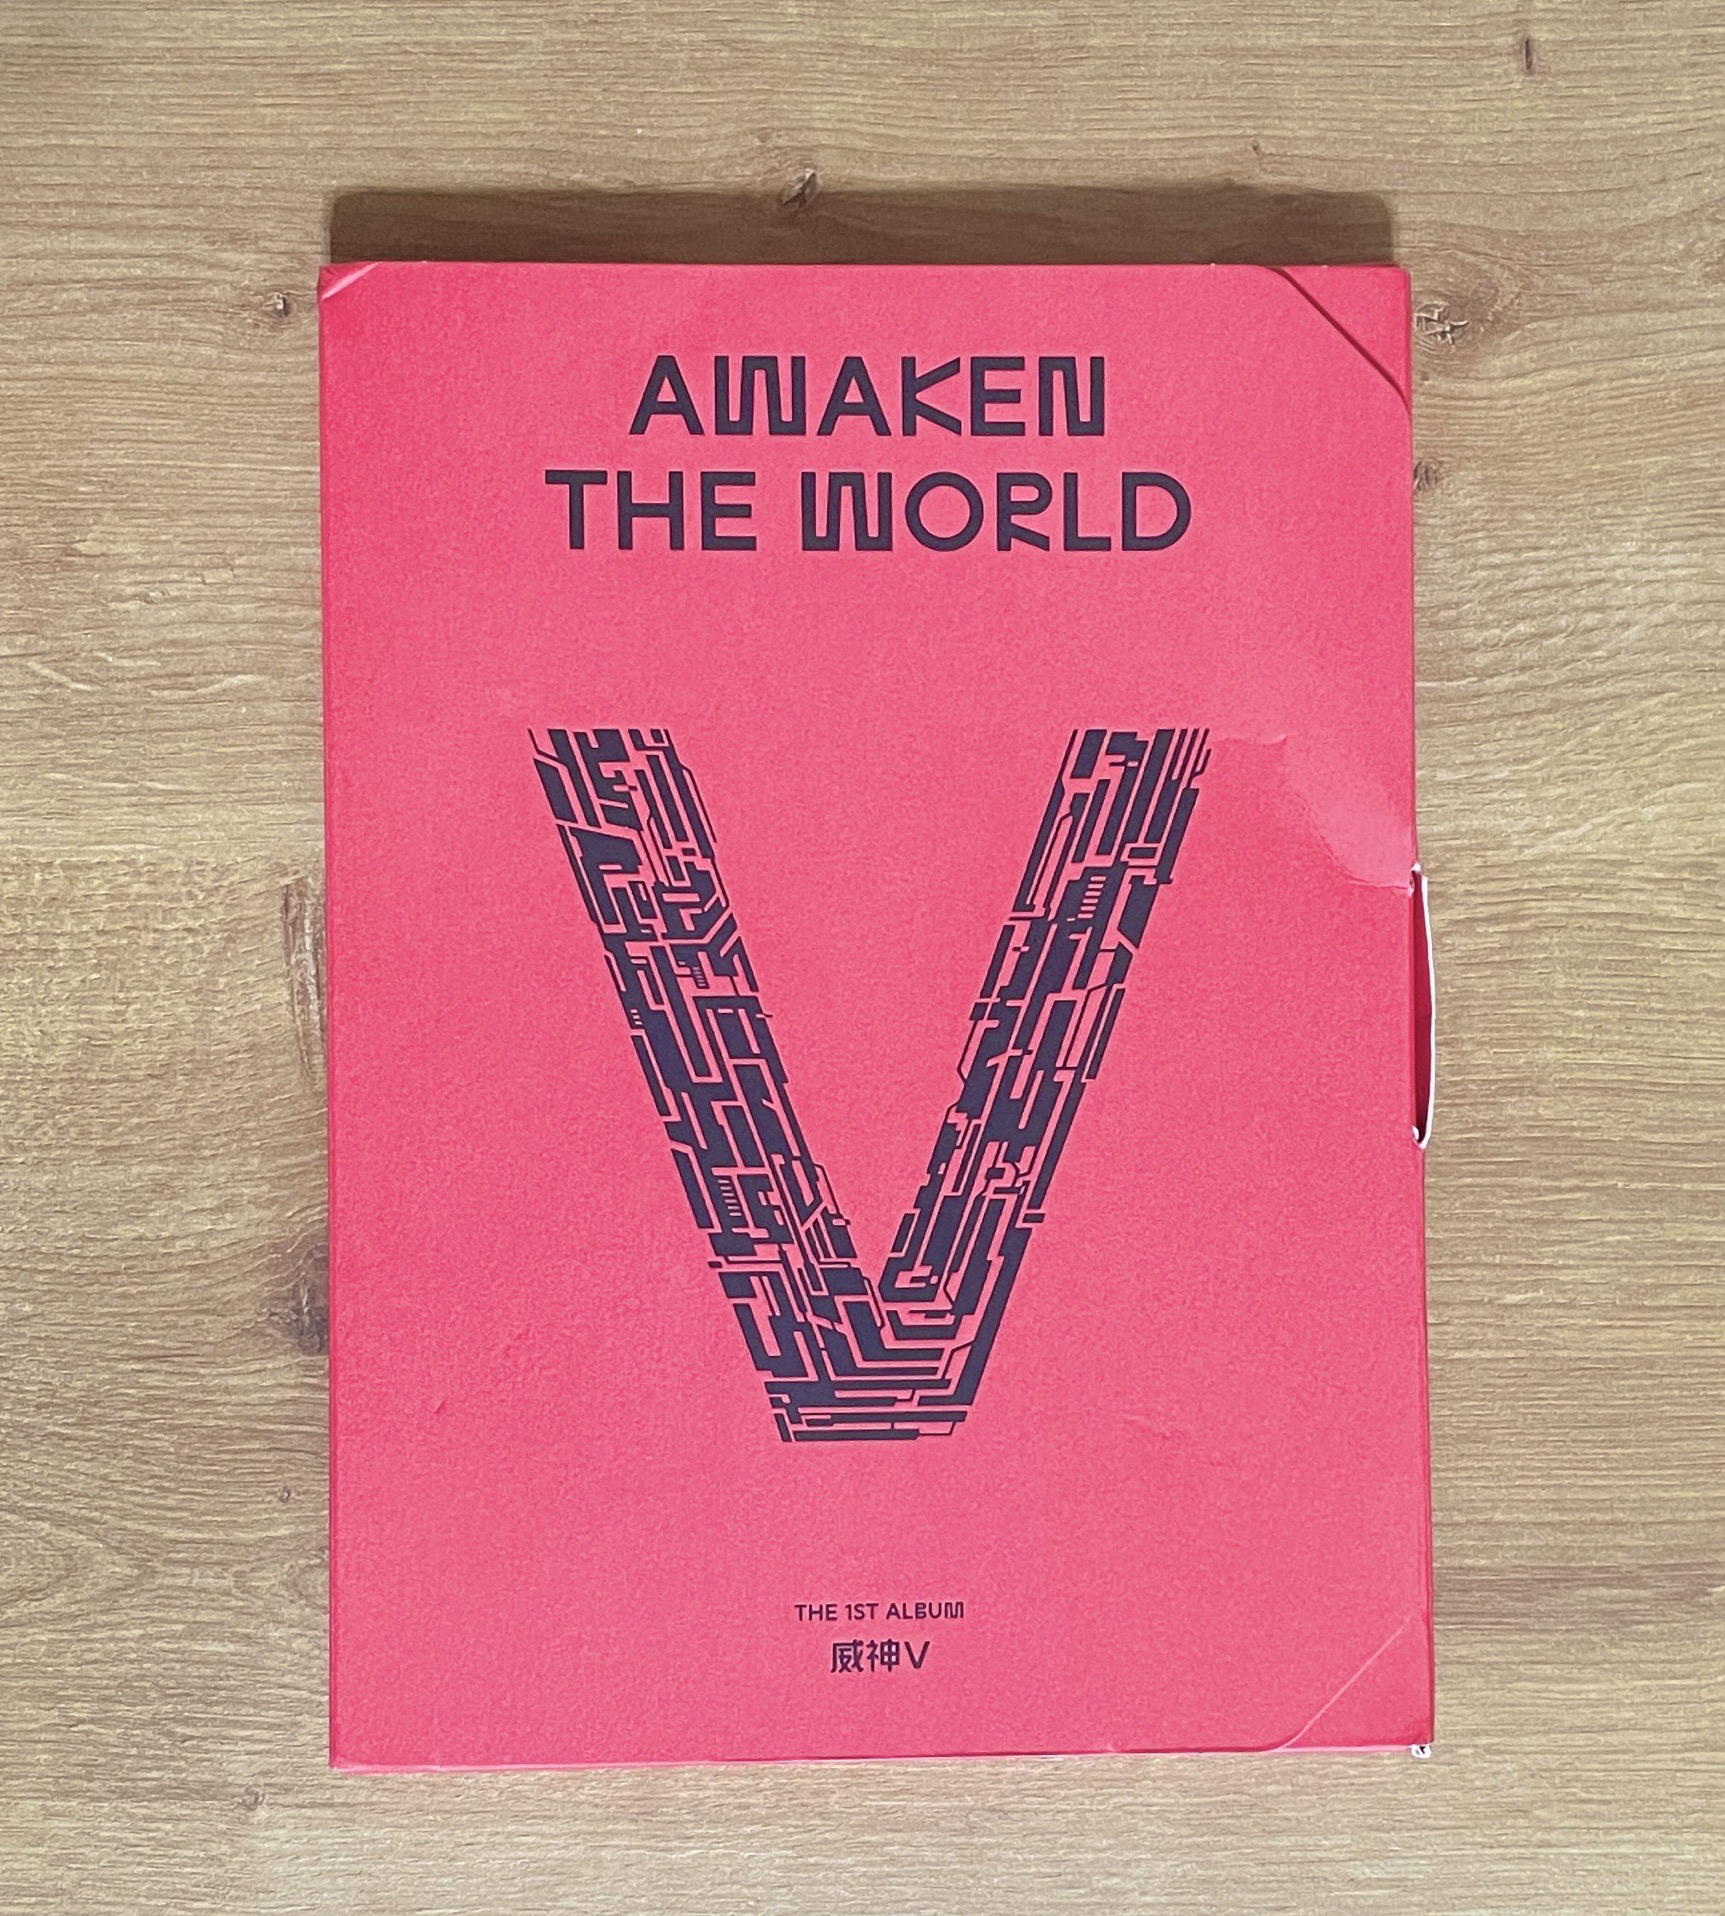 AWAKEN
THE WORLD
V
THE 1ST ALBUM
威神V